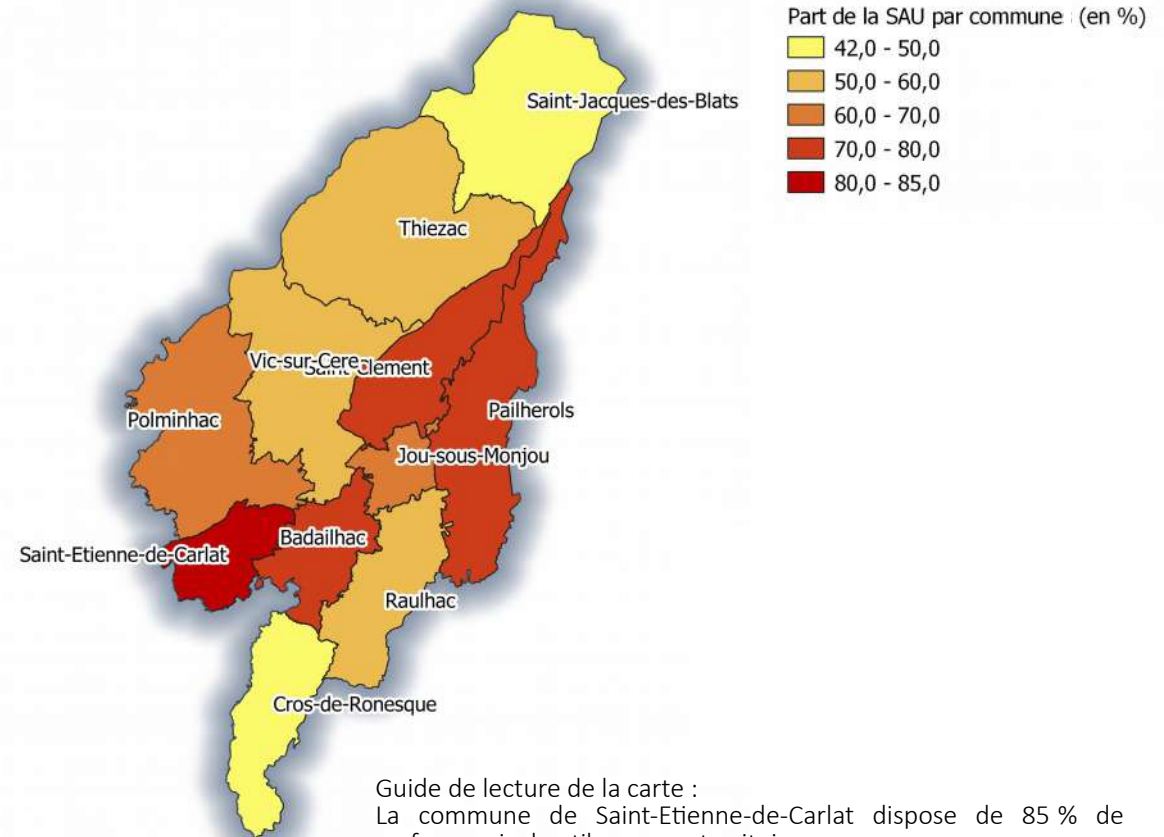 Part de la SAU par commune (en %)
42,0 - 50,0
50,0 - 60,0
60,0 - 70,0
70,0 - 80,0
80,0 - 85,0
Saint-Jacques-des-Blats
Thiezac
Vic-sur-Cere
Saint-Clement
Polminhac
Pailherols
Jou-sous-Monjou
Badailhac
Saint-Etienne-de-Carlat
Raulhac
Cros-de-Ronesque
Guide de lecture de la carte :
La commune de Saint-Etienne-de-Carlat dispose de 85 % de